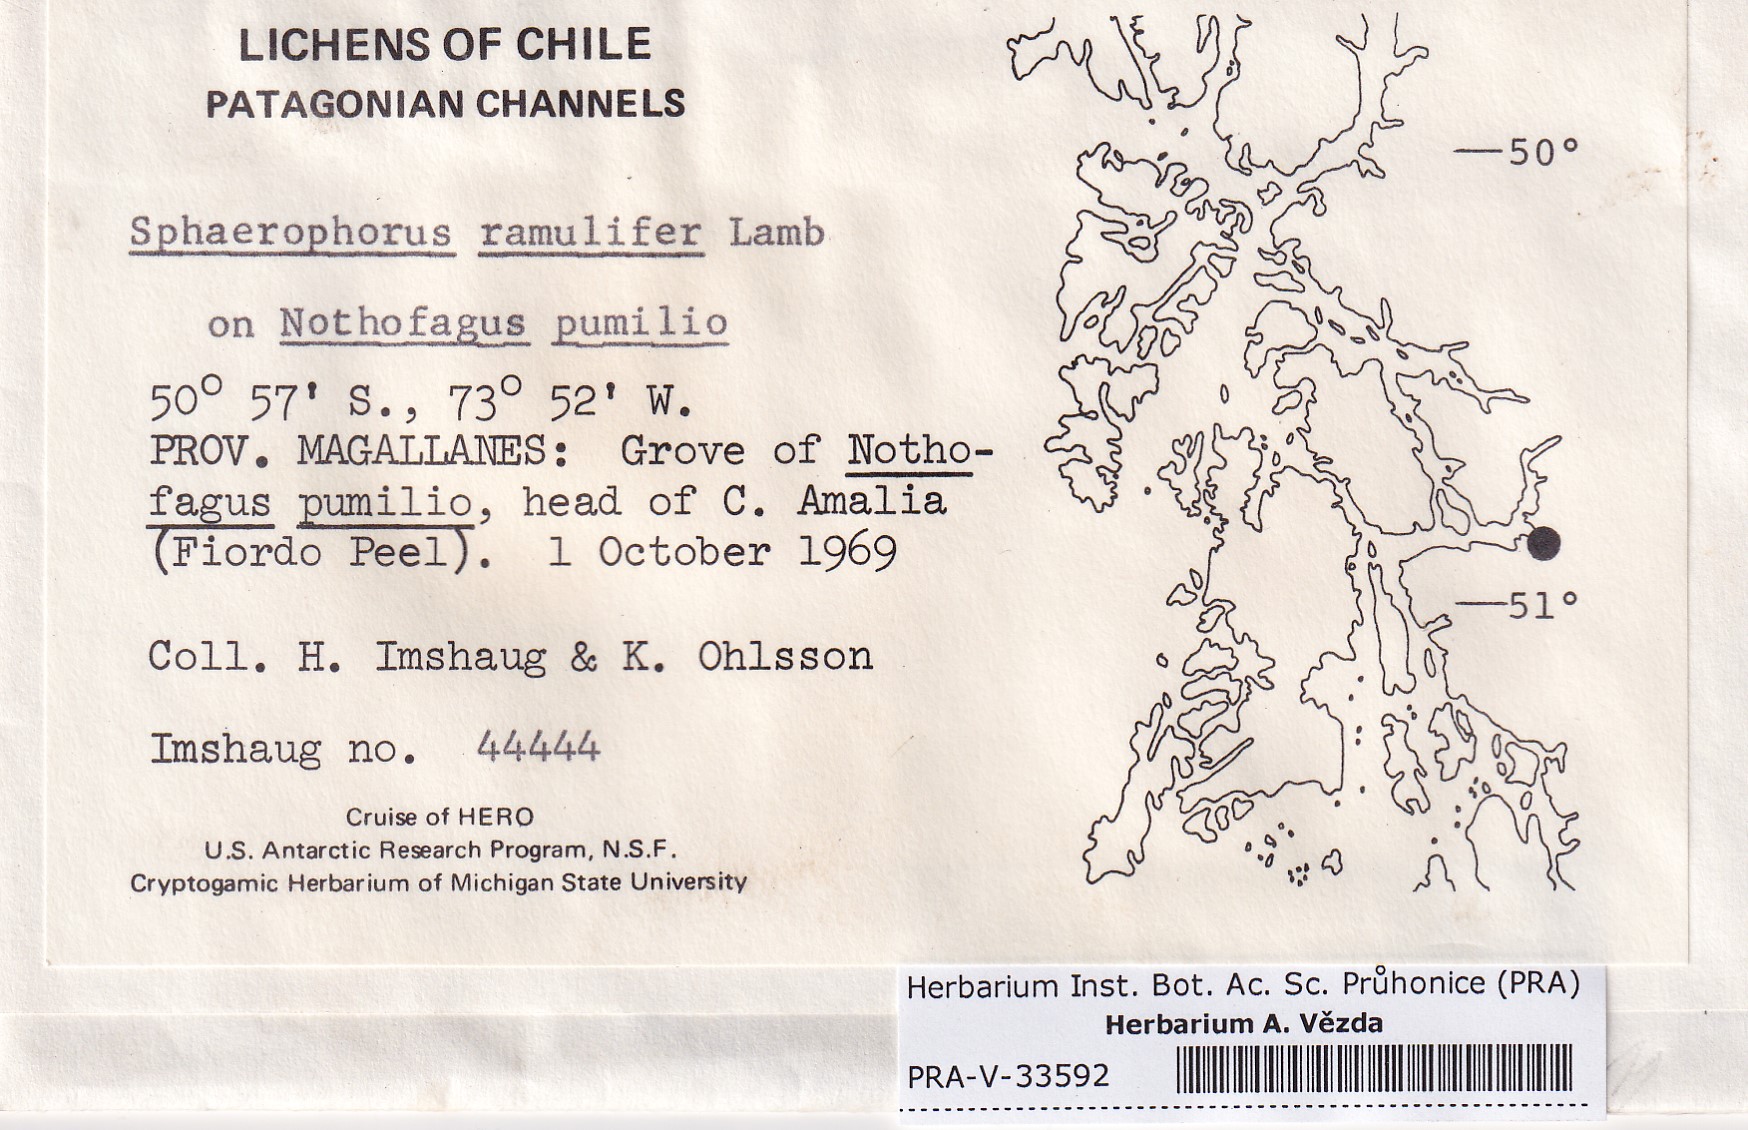 LICHENS OF CHILE
PATAGONIAN CHANNELS
Sphaerophorus ramulifer Lamb
on Nothofagus pumilio
50° 57' S., 73° 52' W.
PROV. MAGALLANES: Grove of Notho-
fagus pumilio, head of C. Amalia
(Fiordo Peel). 1 October 1969
Coll. H. Imshaug & K. Ohlsson
Imshaug no. 44444
Cruise of HERO
U.S. Antarctic Research Program, N.S.F.
Cryptogamic Herbarium of Michigan State University
—50°
—51°
Herbarium Inst. Bot. Ac. Sc. Průhonice (PRA)
Herbarium A. Vězda
PRA-V-33592